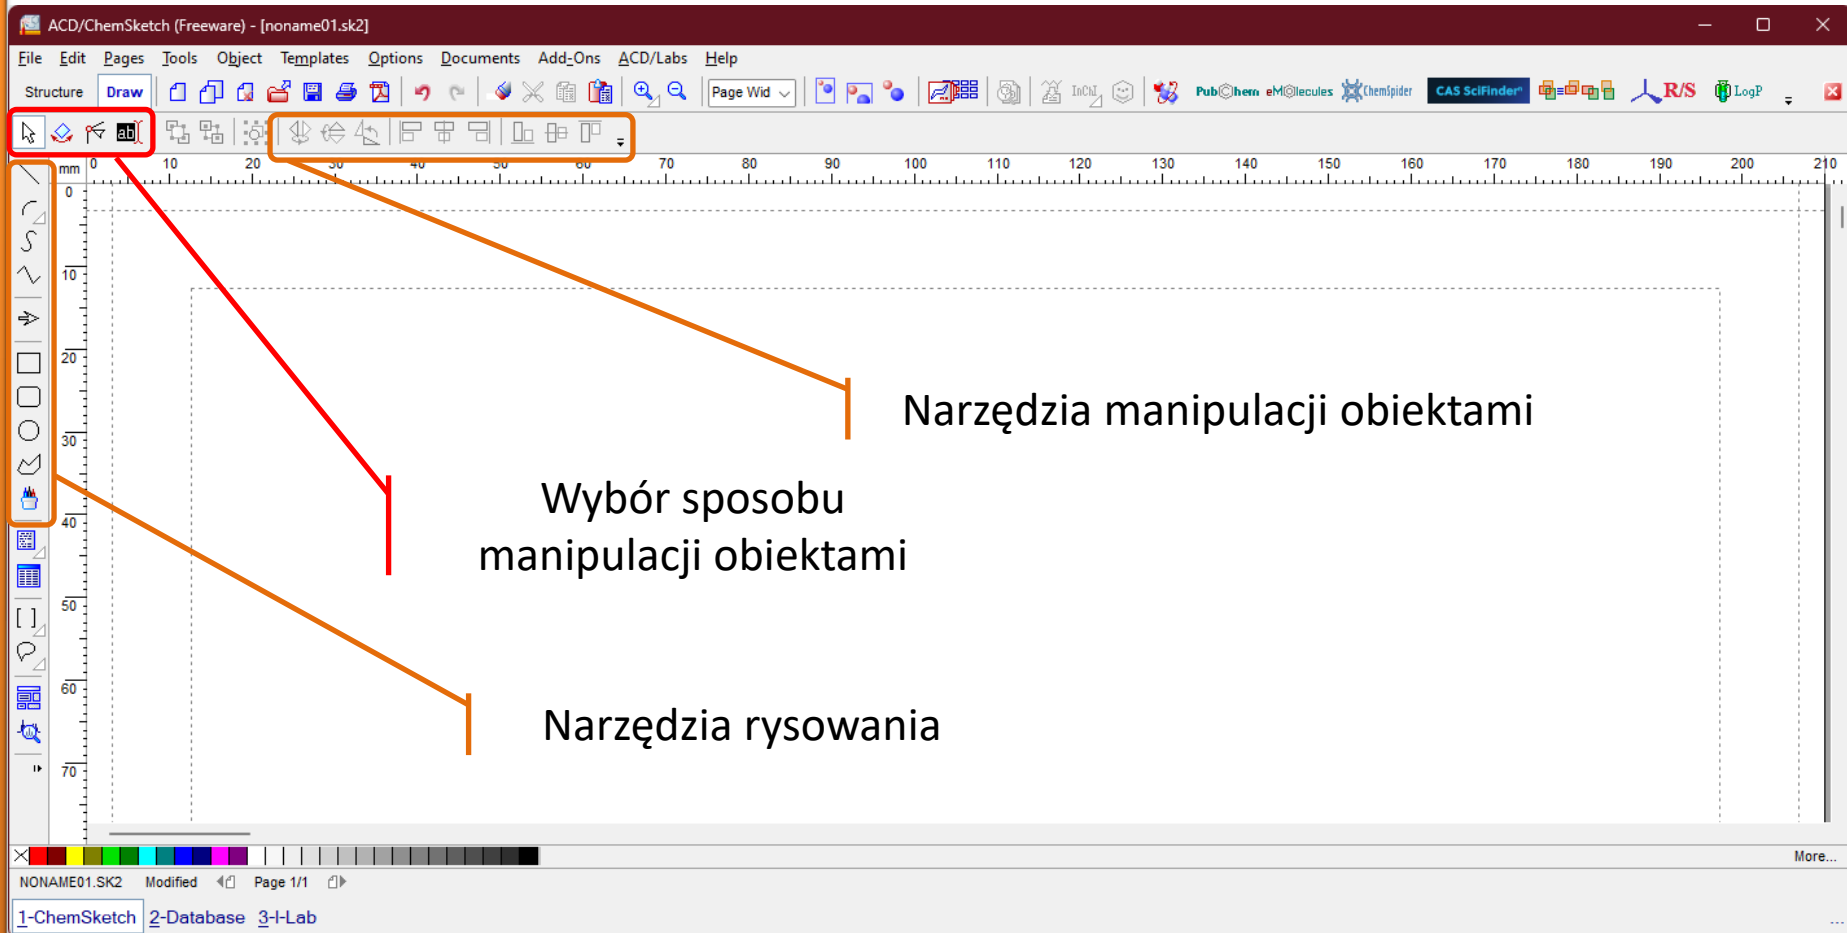 ACD/ChemSketch (Freeware) - [noname01.sk2]
File Edit Pages Tools Object Templates Options Documents Add-Ons ACD/Labs Help
Structure Draw Page Wid InChI PubChem eMolecules ChemSpider CAS SciFinder R/S LogP
ab
mm 0 10 20 30 40 50 60 70 80 90 100 110 120 130 140 150 160 170 180 190 200 210
0
10
20
30
40
50
60
70
Narzędzia manipulacji obiektami
Wybór sposobu
manipulacji obiektami
Narzędzia rysowania
More...
NONAME01.SK2 Modified Page 1/1
1-ChemSketch 2-Database 3-I-Lab
...